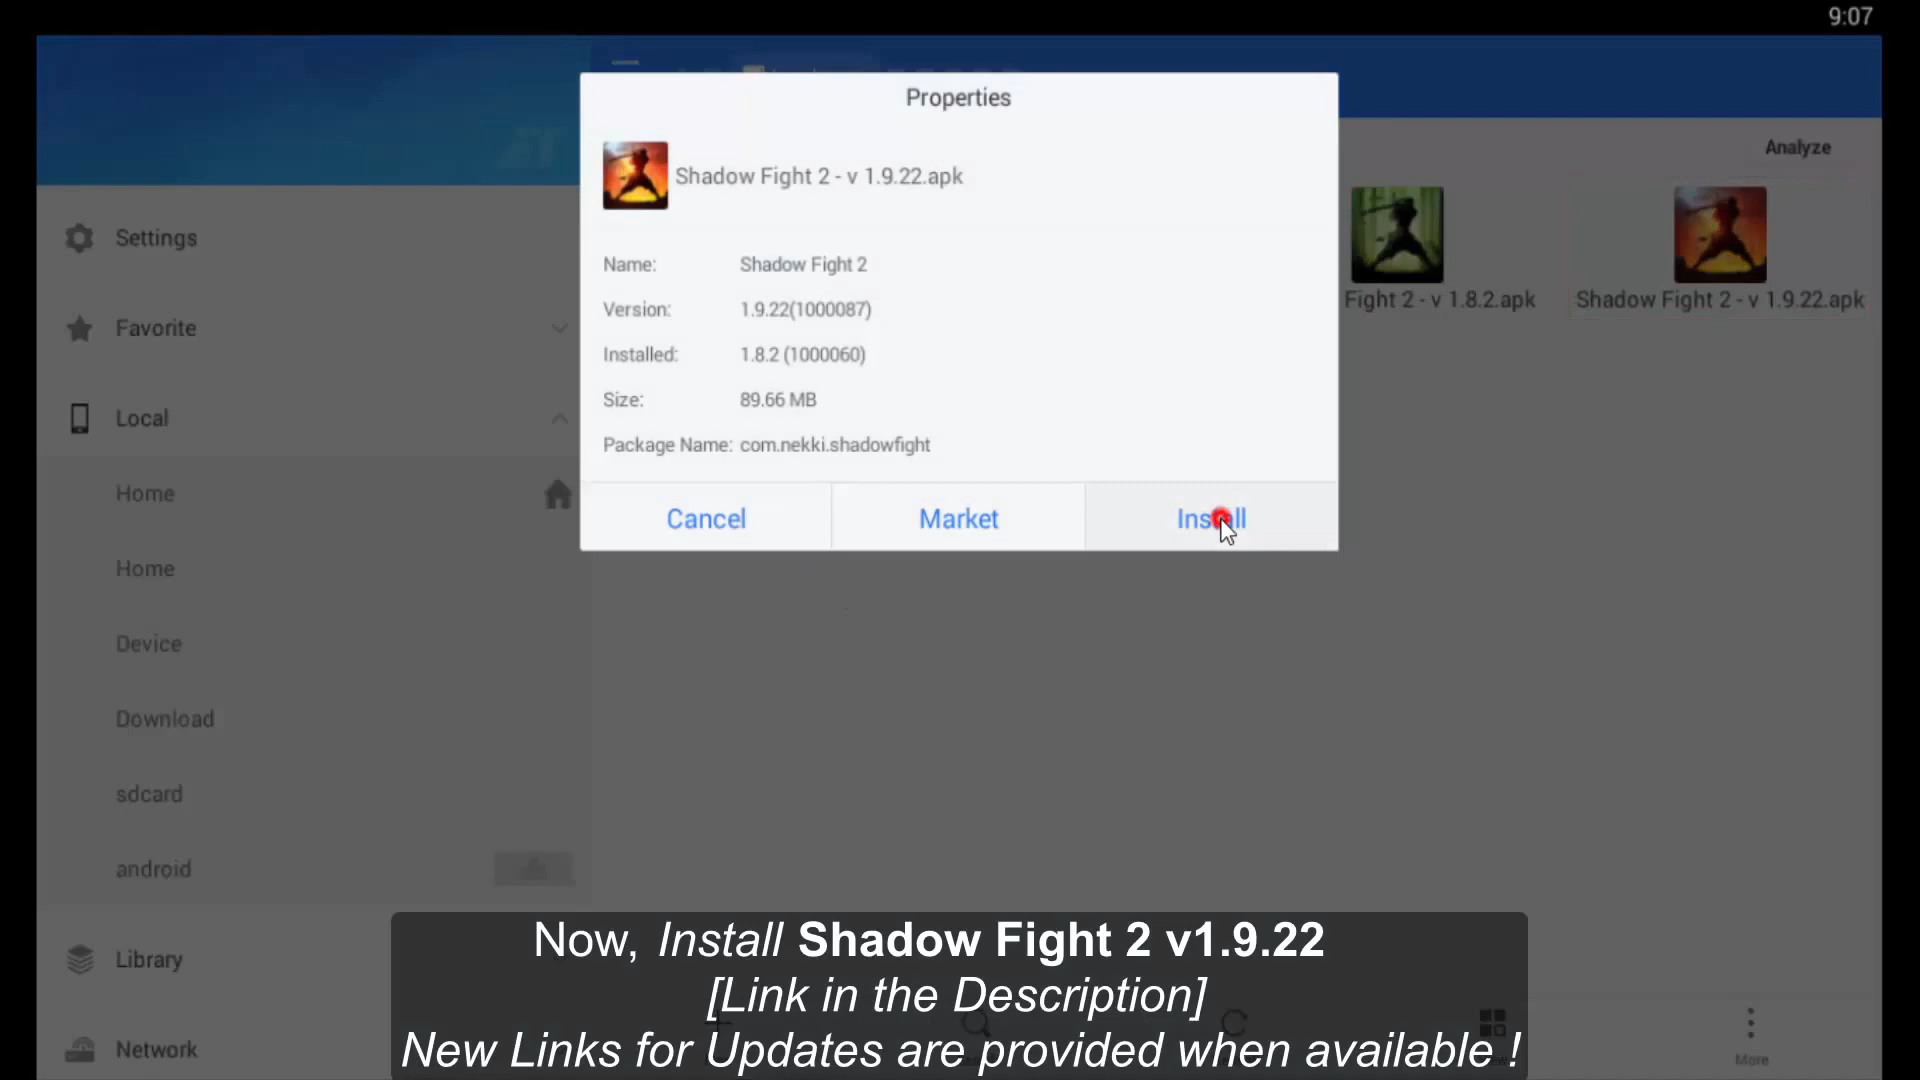 9:07
Properties
Shadow Fight 2 - v 1.9.22.apk
Name: Shadow Fight 2
Version: 1.9.22(1000087)
Installed: 1.8.2 (1000060)
Size: 89.66 MB
Package Name: com.nekki.shadowfight
Cancel
Market
Install
Analyze
Fight 2 - v 1.8.2.apk
Shadow Fight 2 - v 1.9.22.apk
Settings
Favorite
Local
Home
Home
Device
Download
sdcard
android
Library
Network
More
Now, Install Shadow Fight 2 v1.9.22
[Link in the Description]
New Links for Updates are provided when available !